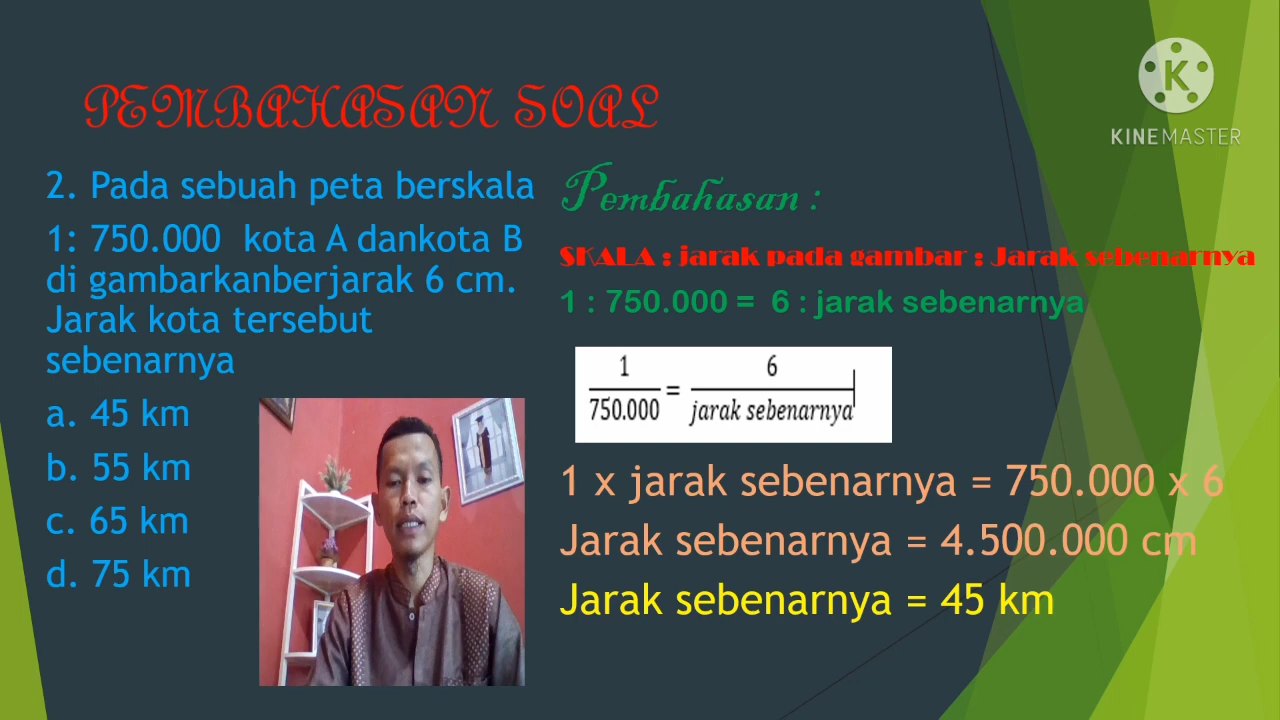 PEMBAHASAN SOAL
2. Pada sebuah peta berskala
1: 750.000 kota A dankota B
di gambarkanberjarak 6 cm.
Jarak kota tersebut
sebenarnya
a. 45 km
b. 55 km
c. 65 km
d. 75 km
Pembahasan :
SKALA : jarak pada gambar : Jarak sebenarnya
1 : 750.000 = 6 : jarak sebenarnya
1/750.000 = 6/jarak sebenarnya
1 x jarak sebenarnya = 750.000 x 6
Jarak sebenarnya = 4.500.000 cm
Jarak sebenarnya = 45 km
K
KINEMASTER